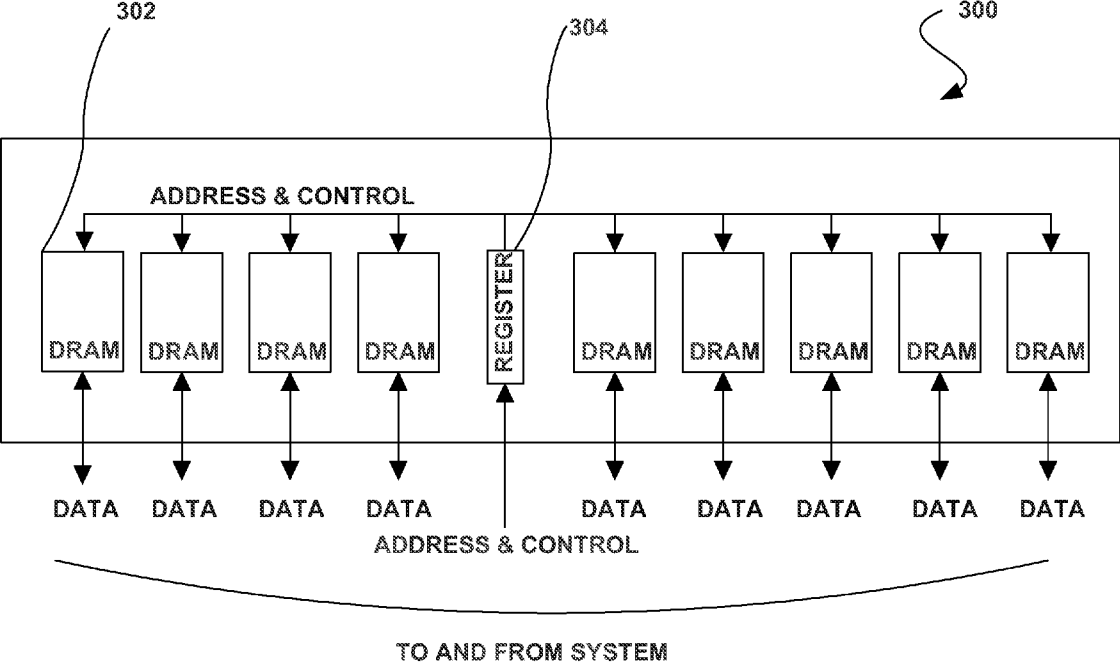 302
304
300
ADDRESS & CONTROL
DRAM DRAM DRAM DRAM REGISTER DRAM DRAM DRAM DRAM DRAM
DATA DATA DATA DATA DATA DATA DATA DATA DATA
ADDRESS & CONTROL
TO AND FROM SYSTEM